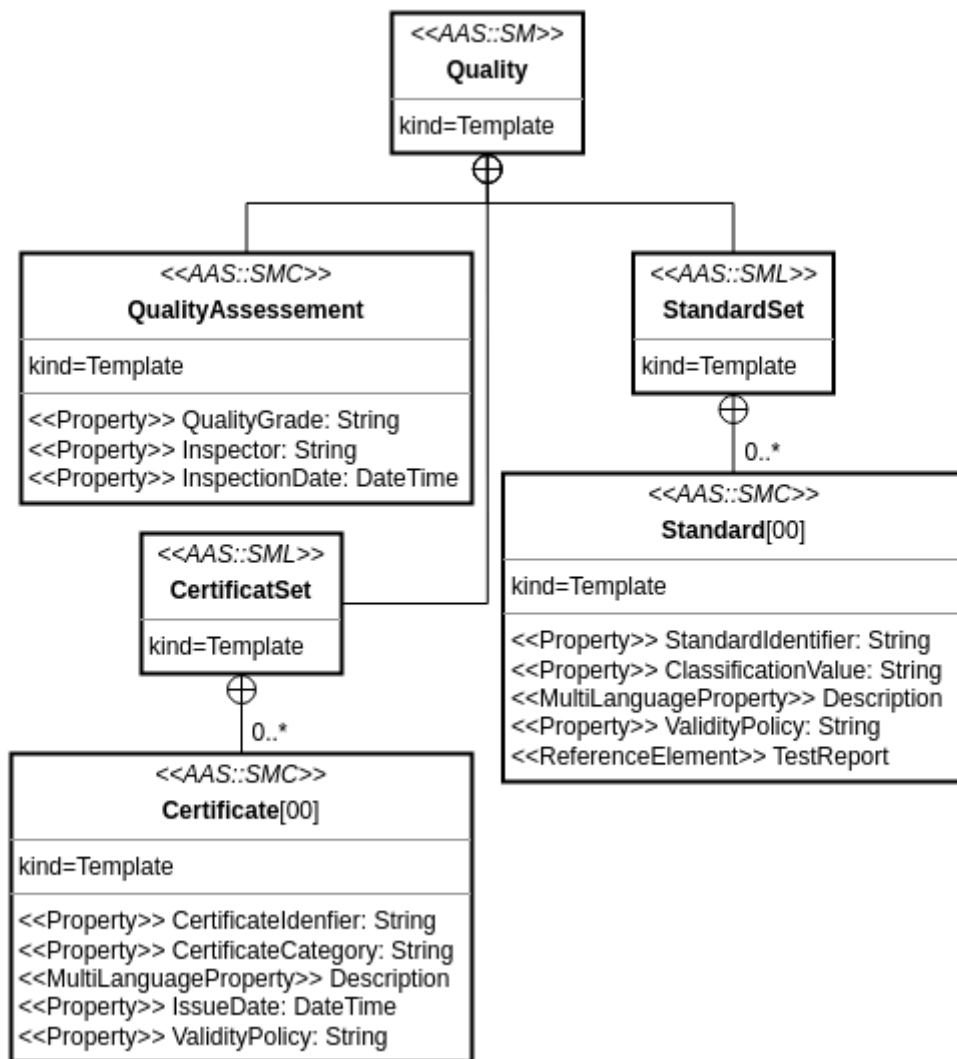 <<AAS::SM>>
Quality
kind=Template
<<AAS::SMC>>
QualityAssessement
kind=Template
<<Property>> QualityGrade: String
<<Property>> Inspector: String
<<Property>> InspectionDate: DateTime
<<AAS::SML>>
StandardSet
kind=Template
0..*
<<AAS::SMC>>
Standard[00]
kind=Template
<<Property>> StandardIdentifier: String
<<Property>> ClassificationValue: String
<<MultiLanguageProperty>> Description
<<Property>> ValidityPolicy: String
<<ReferenceElement>> TestReport
<<AAS::SML>>
CertificatSet
kind=Template
0..*
<<AAS::SMC>>
Certificate[00]
kind=Template
<<Property>> CertificateIdenfier: String
<<Property>> CertificateCategory: String
<<MultiLanguageProperty>> Description
<<Property>> IssueDate: DateTime
<<Property>> ValidityPolicy: String